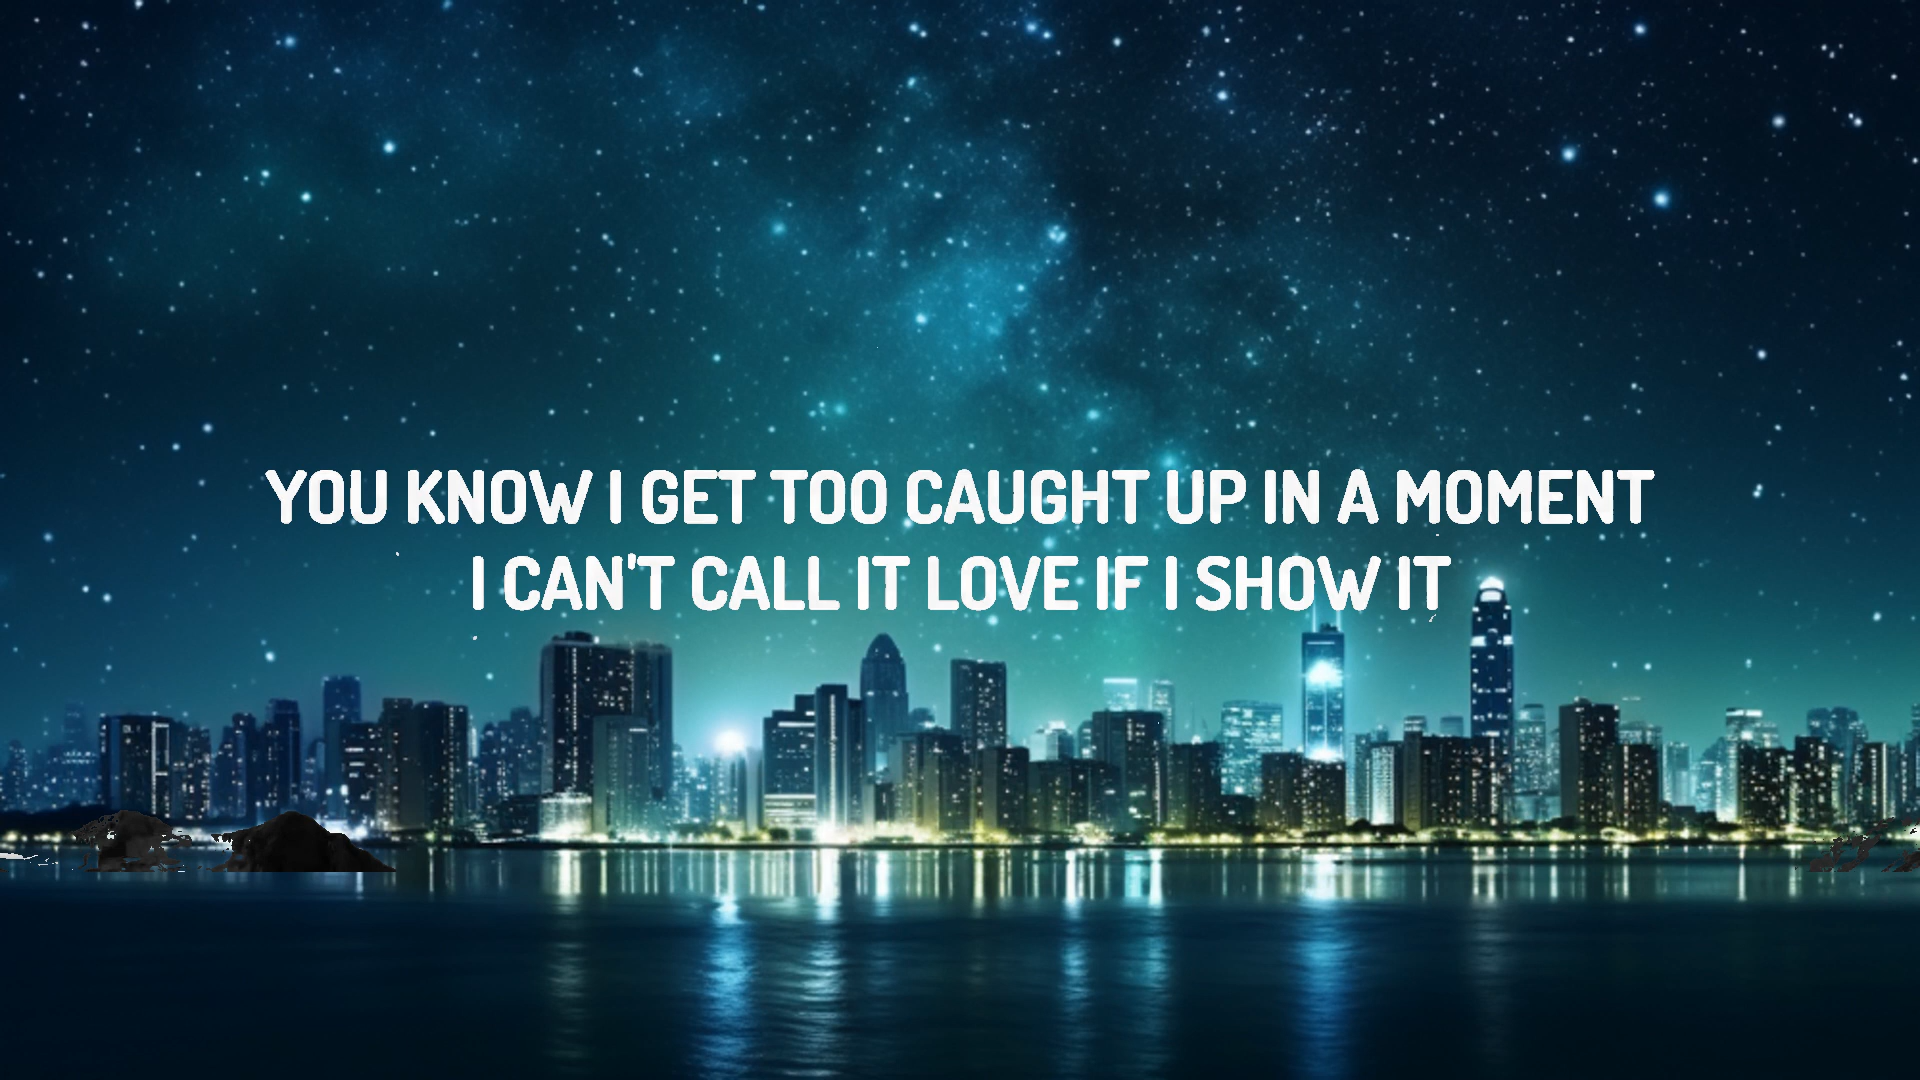 YOU KNOW I GET TOO CAUGHT UP IN A MOMENT
I CAN'T CALL IT LOVE IF I SHOW IT